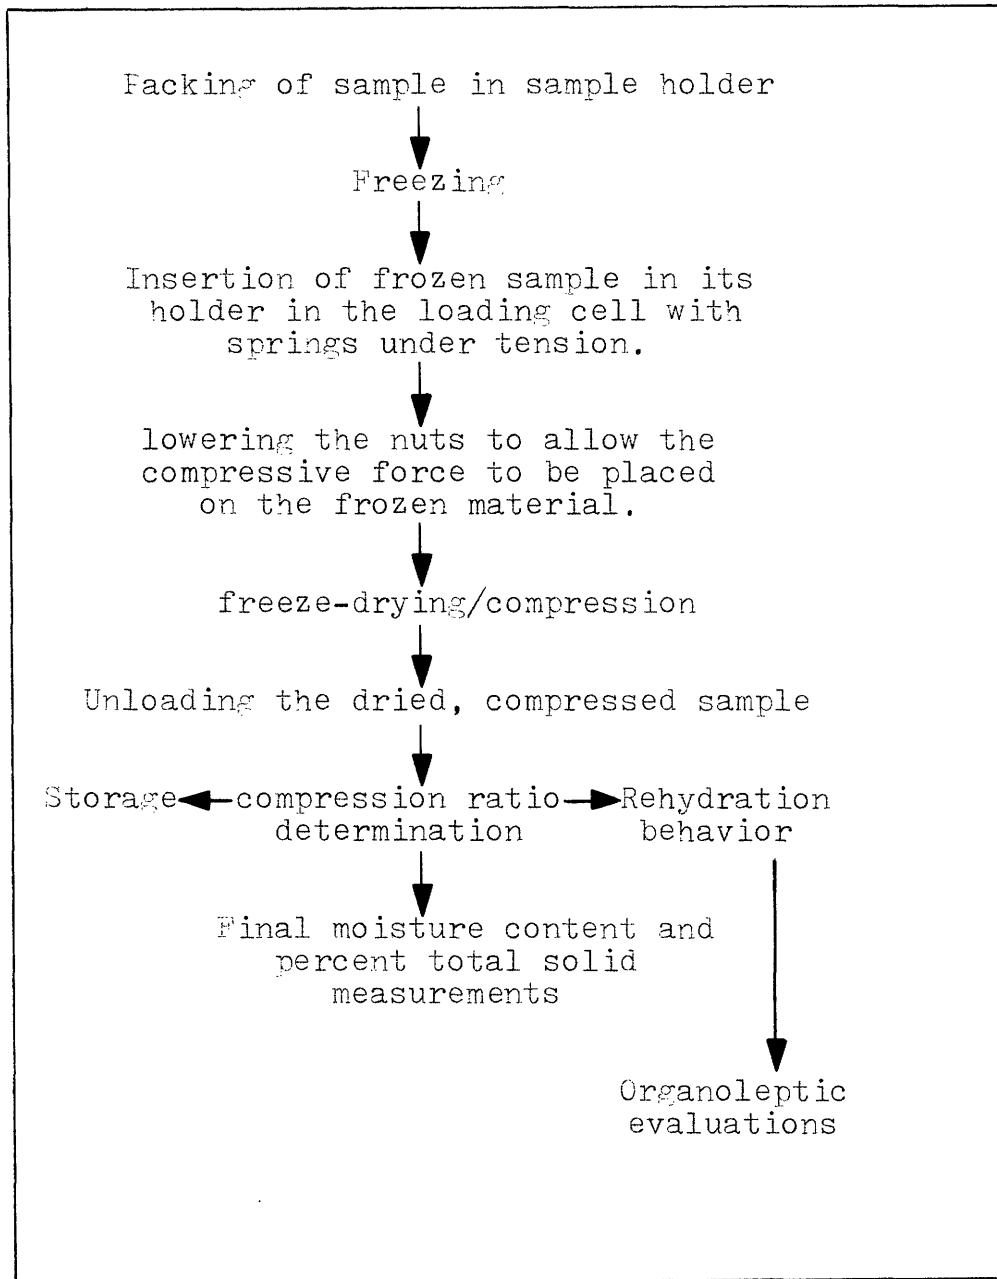 Packing of sample in sample holder
Freezing
Insertion of frozen sample in its
holder in the loading cell with
springs under tension.
lowering the nuts to allow the
compressive force to be placed
on the frozen material.
freeze-drying/compression
Unloading the dried, compressed sample
Storage compression ratio Rehydration
determination behavior
Final moisture content and
percent total solid
measurements
Organoleptic
evaluations